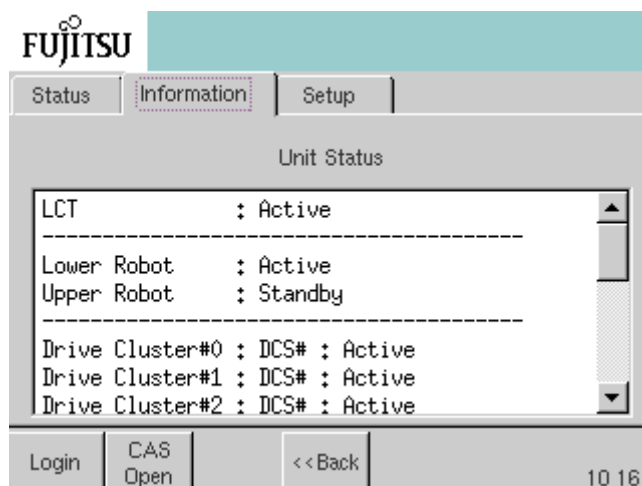 FUJITSU
Status Information Setup
Unit Status
LCT : Active
-----------------------------------------
Lower Robot : Active
Upper Robot : Standby
-----------------------------------------
Drive Cluster#0 : DCS# : Active
Drive Cluster#1 : DCS# : Active
Drive Cluster#2 : DCS# : Active
Login
CAS
Open
<<Back
10 16